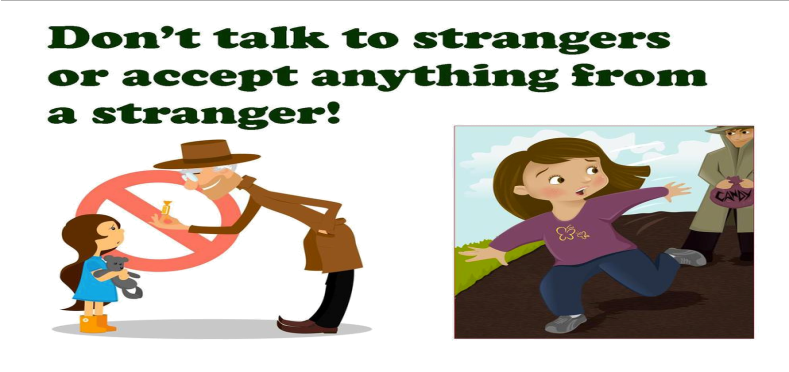 Don't talk to strangers
or accept anything from
a stranger!
CANDY